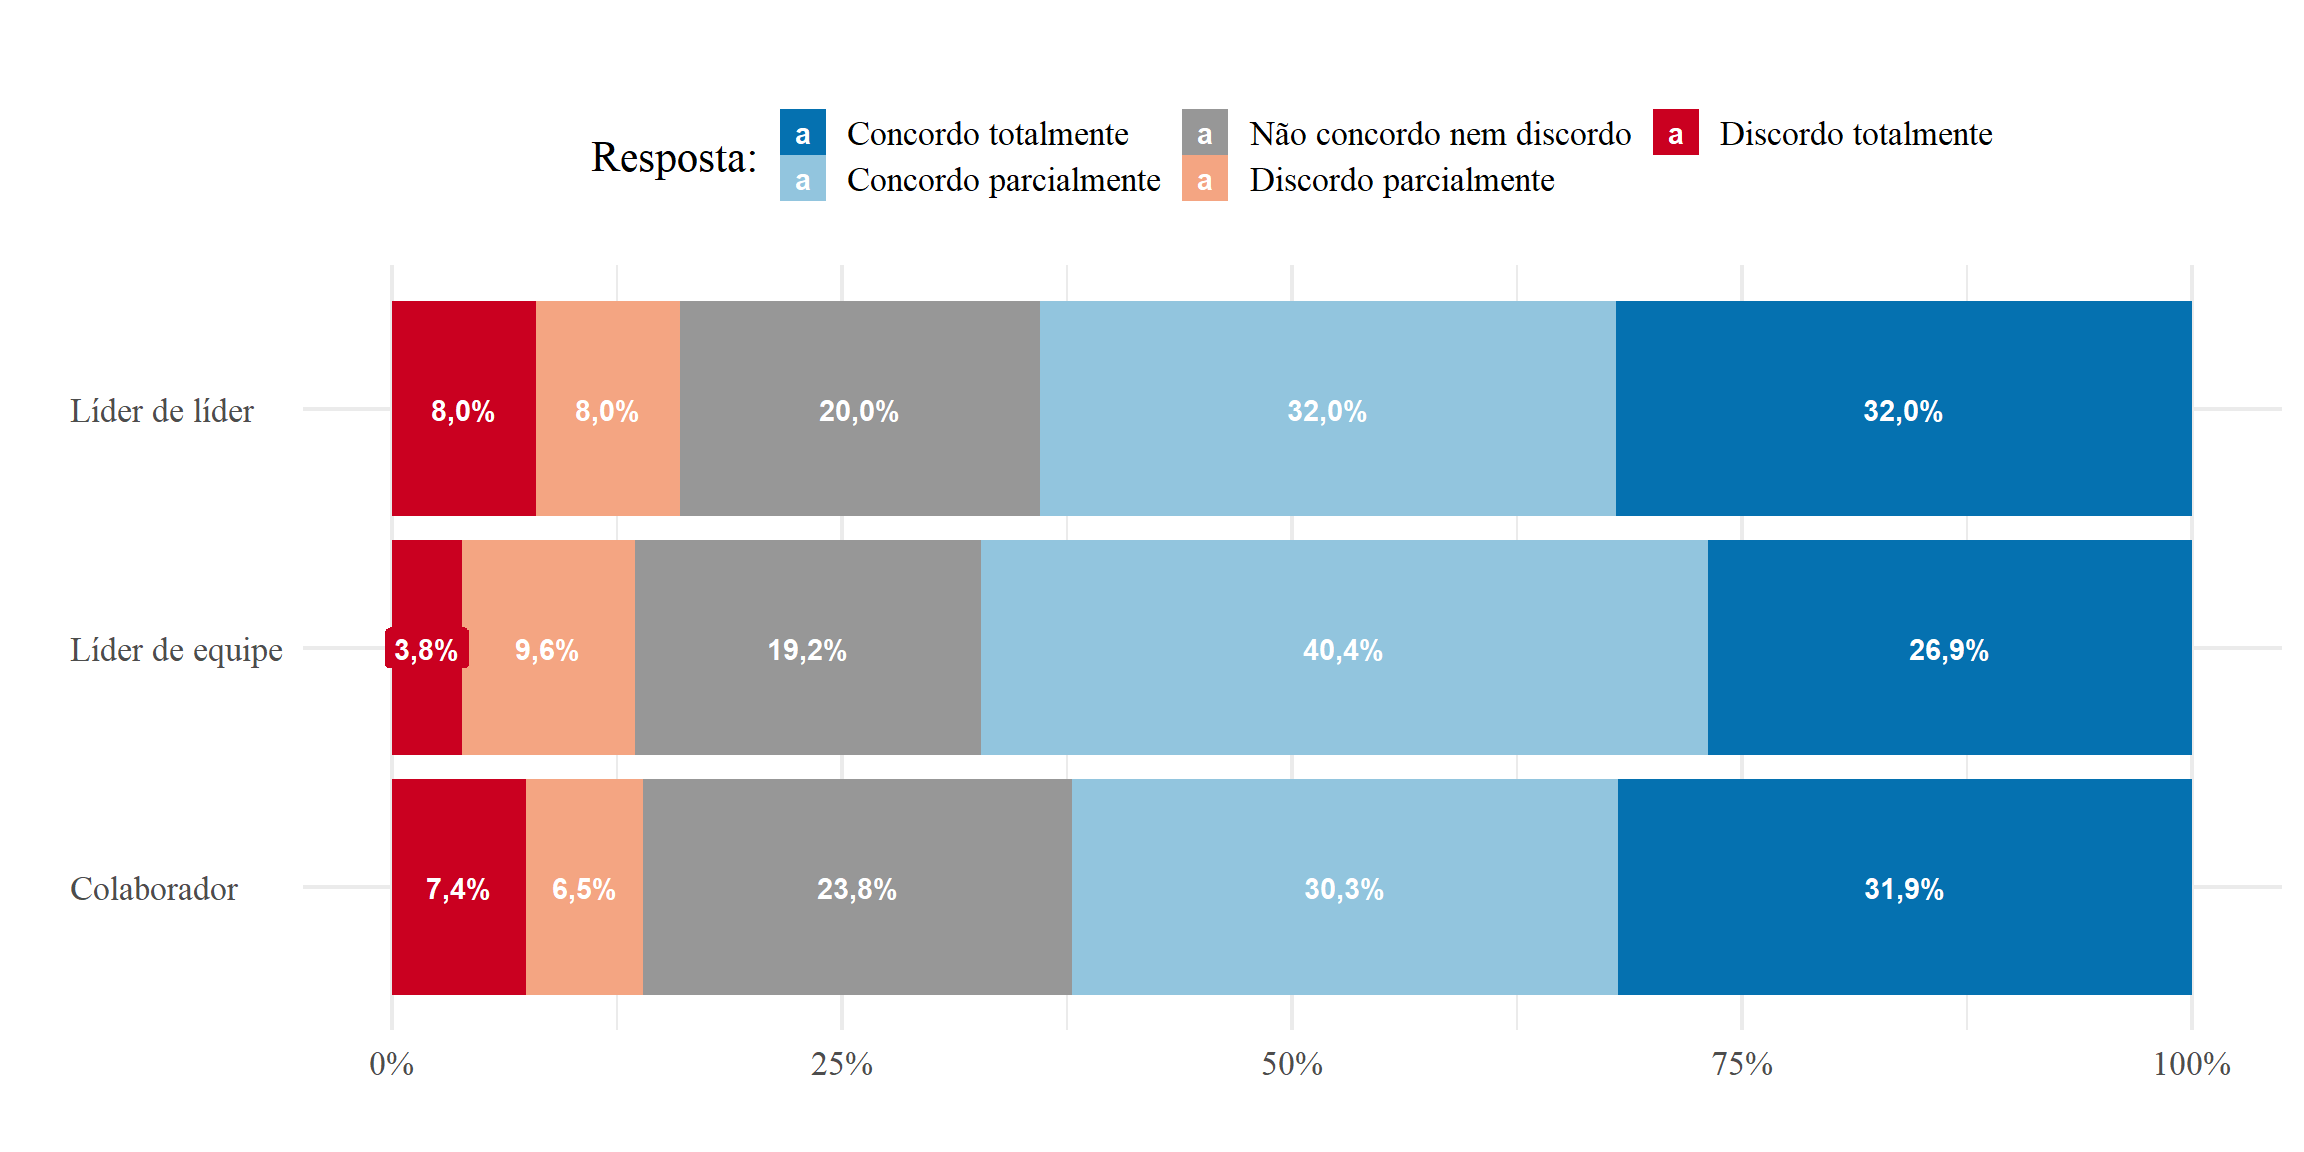 Resposta:
a Concordo totalmente
a Concordo parcialmente
a Não concordo nem discordo
a Discordo parcialmente
a Discordo totalmente
Líder de líder
8,0% 8,0% 20,0% 32,0% 32,0%
Líder de equipe
3,8% 9,6% 19,2% 40,4% 26,9%
Colaborador
7,4% 6,5% 23,8% 30,3% 31,9%
0% 25% 50% 75% 100%